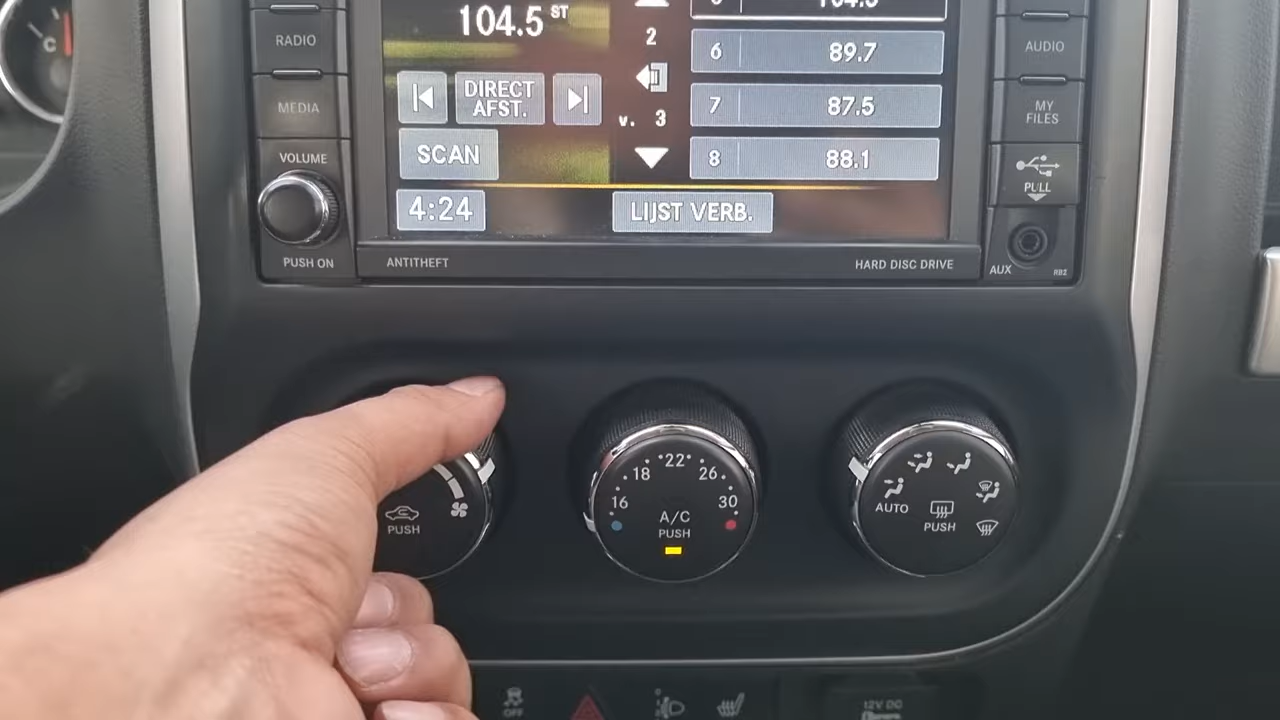 C
RADIO
MEDIA
VOLUME
PUSH ON
104.5 ST
DIRECT
AFST.
SCAN
4:24
2
v. 3
6 89.7
7 87.5
8 88.1
LIJST VERB.
ANTITHEFT
HARD DISC DRIVE
AUDIO
MY
FILES
PULL
AUX
RB2
PUSH
16 18 22 26 30
A/C
PUSH
AUTO
PUSH
OFF
12V DC